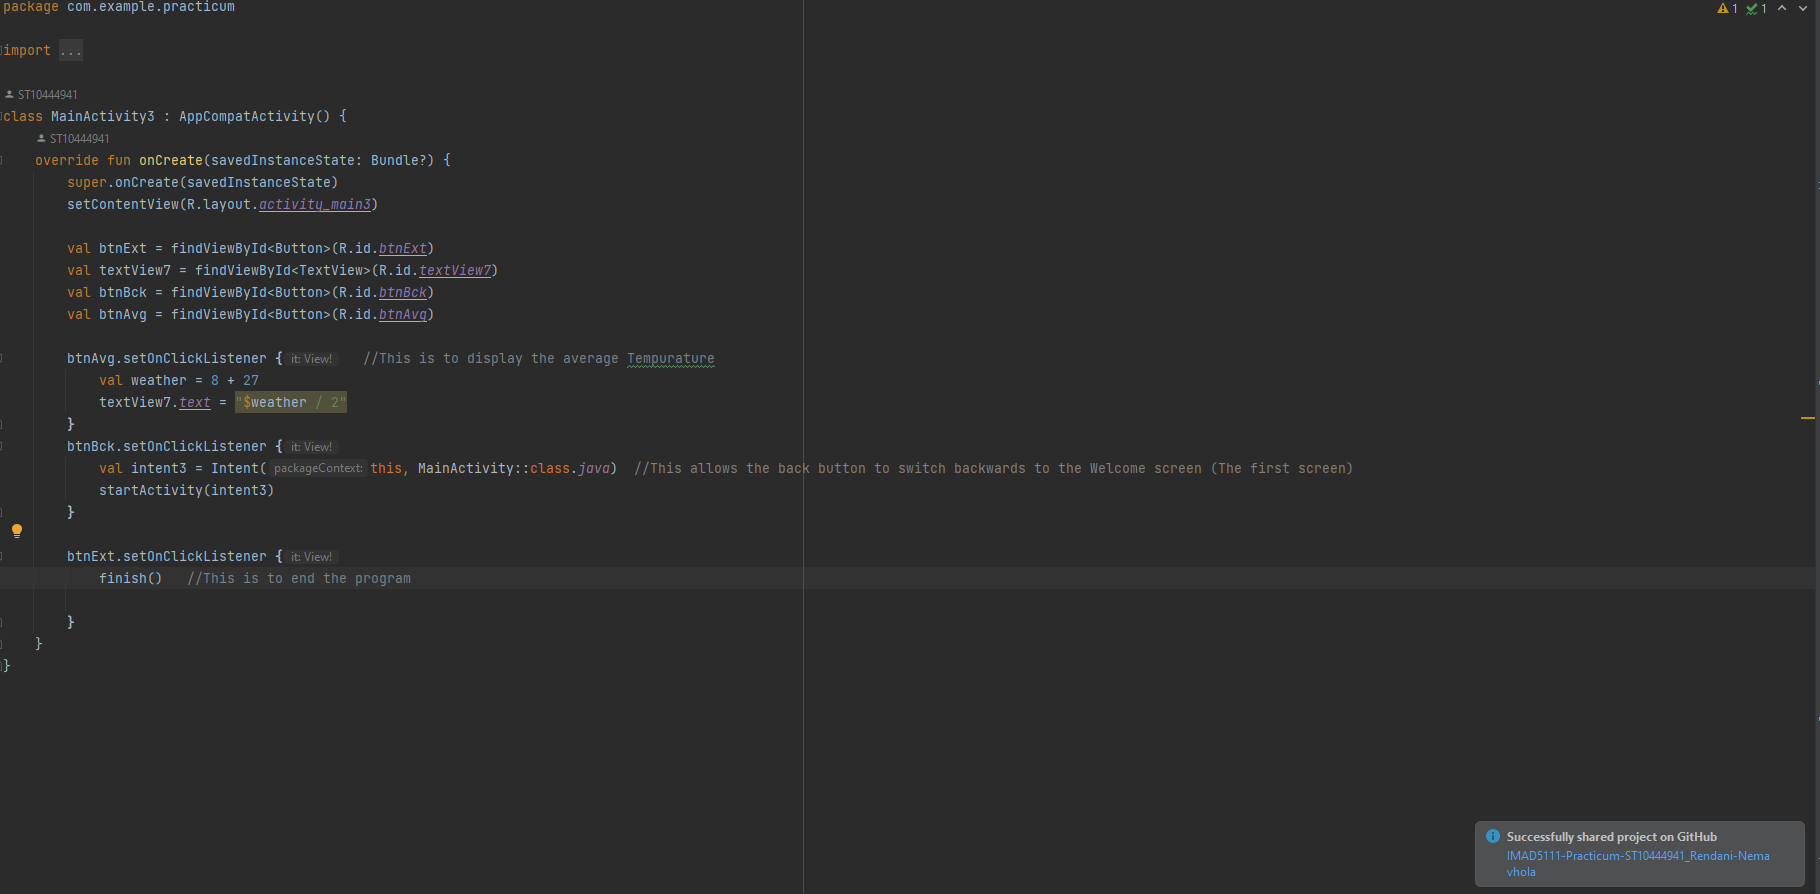 package com.example.practicum
import ...
ST10444941
class MainActivity3 : AppCompatActivity() {
ST10444941
override fun onCreate(savedInstanceState: Bundle?) {
super.onCreate(savedInstanceState)
setContentView(R.layout.activity_main3)
val btnExt = findViewById<Button>(R.id.btnExt)
val textView7 = findViewById<TextView>(R.id.textView7)
val btnBck = findViewById<Button>(R.id.btnBck)
val btnAvg = findViewById<Button>(R.id.btnAvg)
btnAvg.setOnClickListener { it: View! //This is to display the average Tempurature
val weather = 8 + 27
textView7.text = "$weather / 2"
}
btnBck.setOnClickListener { it: View!
val intent3 = Intent( packageContext: this, MainActivity::class.java) //This allows the back button to switch backwards to the Welcome screen (The first screen)
startActivity(intent3)
}
btnExt.setOnClickListener { it: View!
finish() //This is to end the program
}
}
}
1 1
Successfully shared project on GitHub
IMAD5111-Practicum-ST10444941_Rendani-Nema
vhola